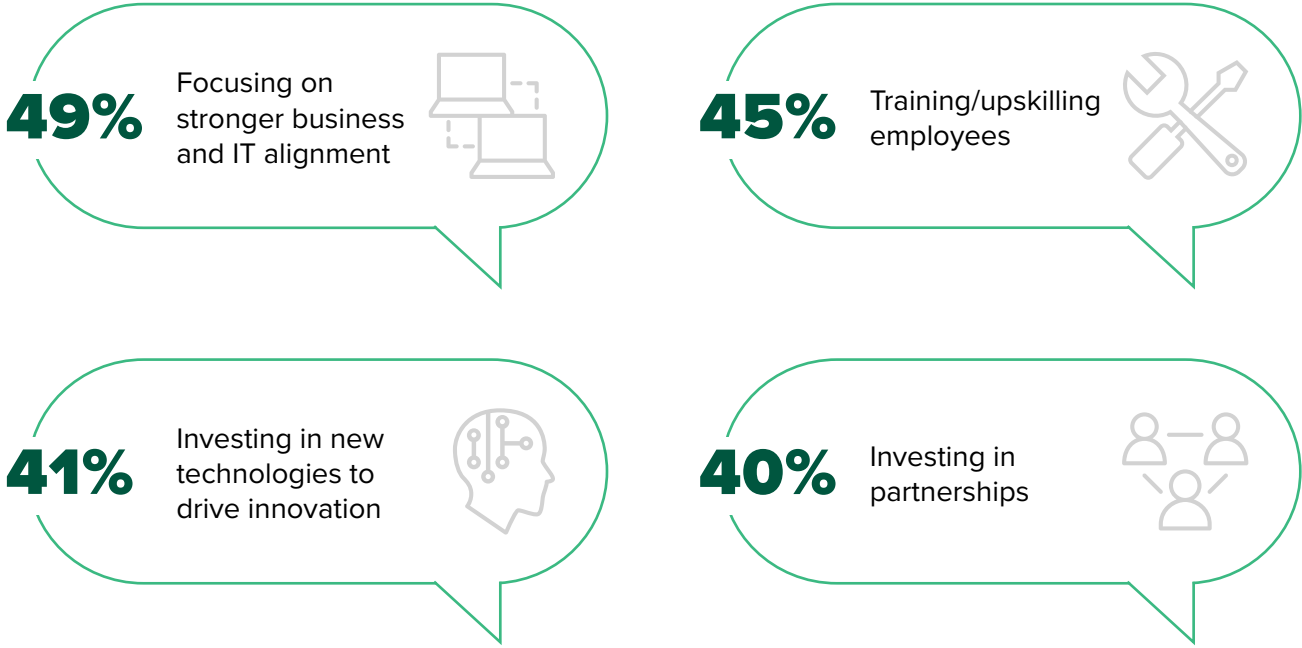 49%
Focusing on
stronger business
and IT alignment
45%
Training/upskilling
employees
41%
Investing in new
technologies to
drive innovation
40%
Investing in
partnerships